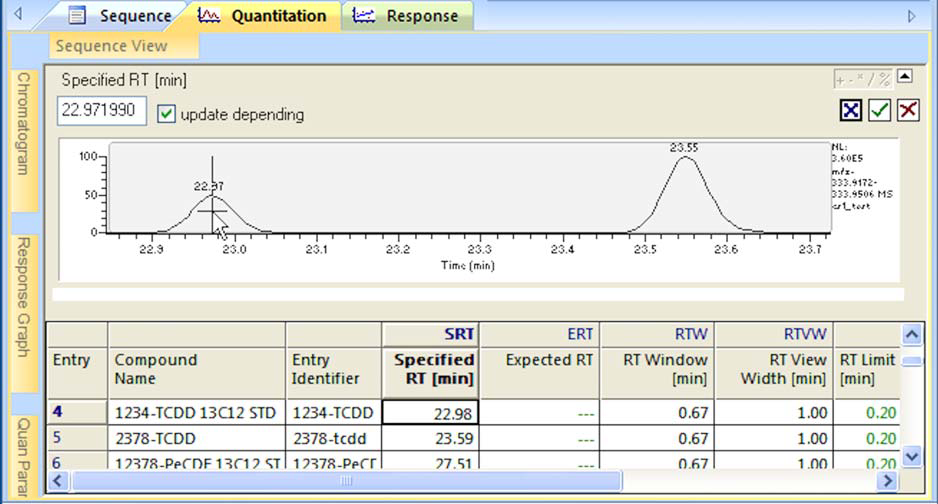 Sequence Quantitation Response
Sequence View
Chromatogram
Response Graph
Quan Parar
Specified RT [min]
+ - * / %
22.971990 update depending
22.97
23.55
100
50
0
22.9 23.0 23.1 23.2 23.3 23.4 23.5 23.6 23.7
Time (min)
NL:
3.60E5
m/z=
333.9172-
333.9506 MS
cs1_test
SRT ERT RTW RTVW
Entry Compound Name Entry Identifier Specified RT [min] Expected RT RT Window [min] RT View Width [min] RT Limit [min]
4 1234-TCDD 13C12 STD 1234-TCDD 22.98 --- 0.67 1.00 0.20
5 2378-TCDD 2378-tcdd 23.59 --- 0.67 1.00 0.20
6 12378-PeCDF 13C12 ST 12378-PeCF 27.51 --- 0.67 1.00 0.20